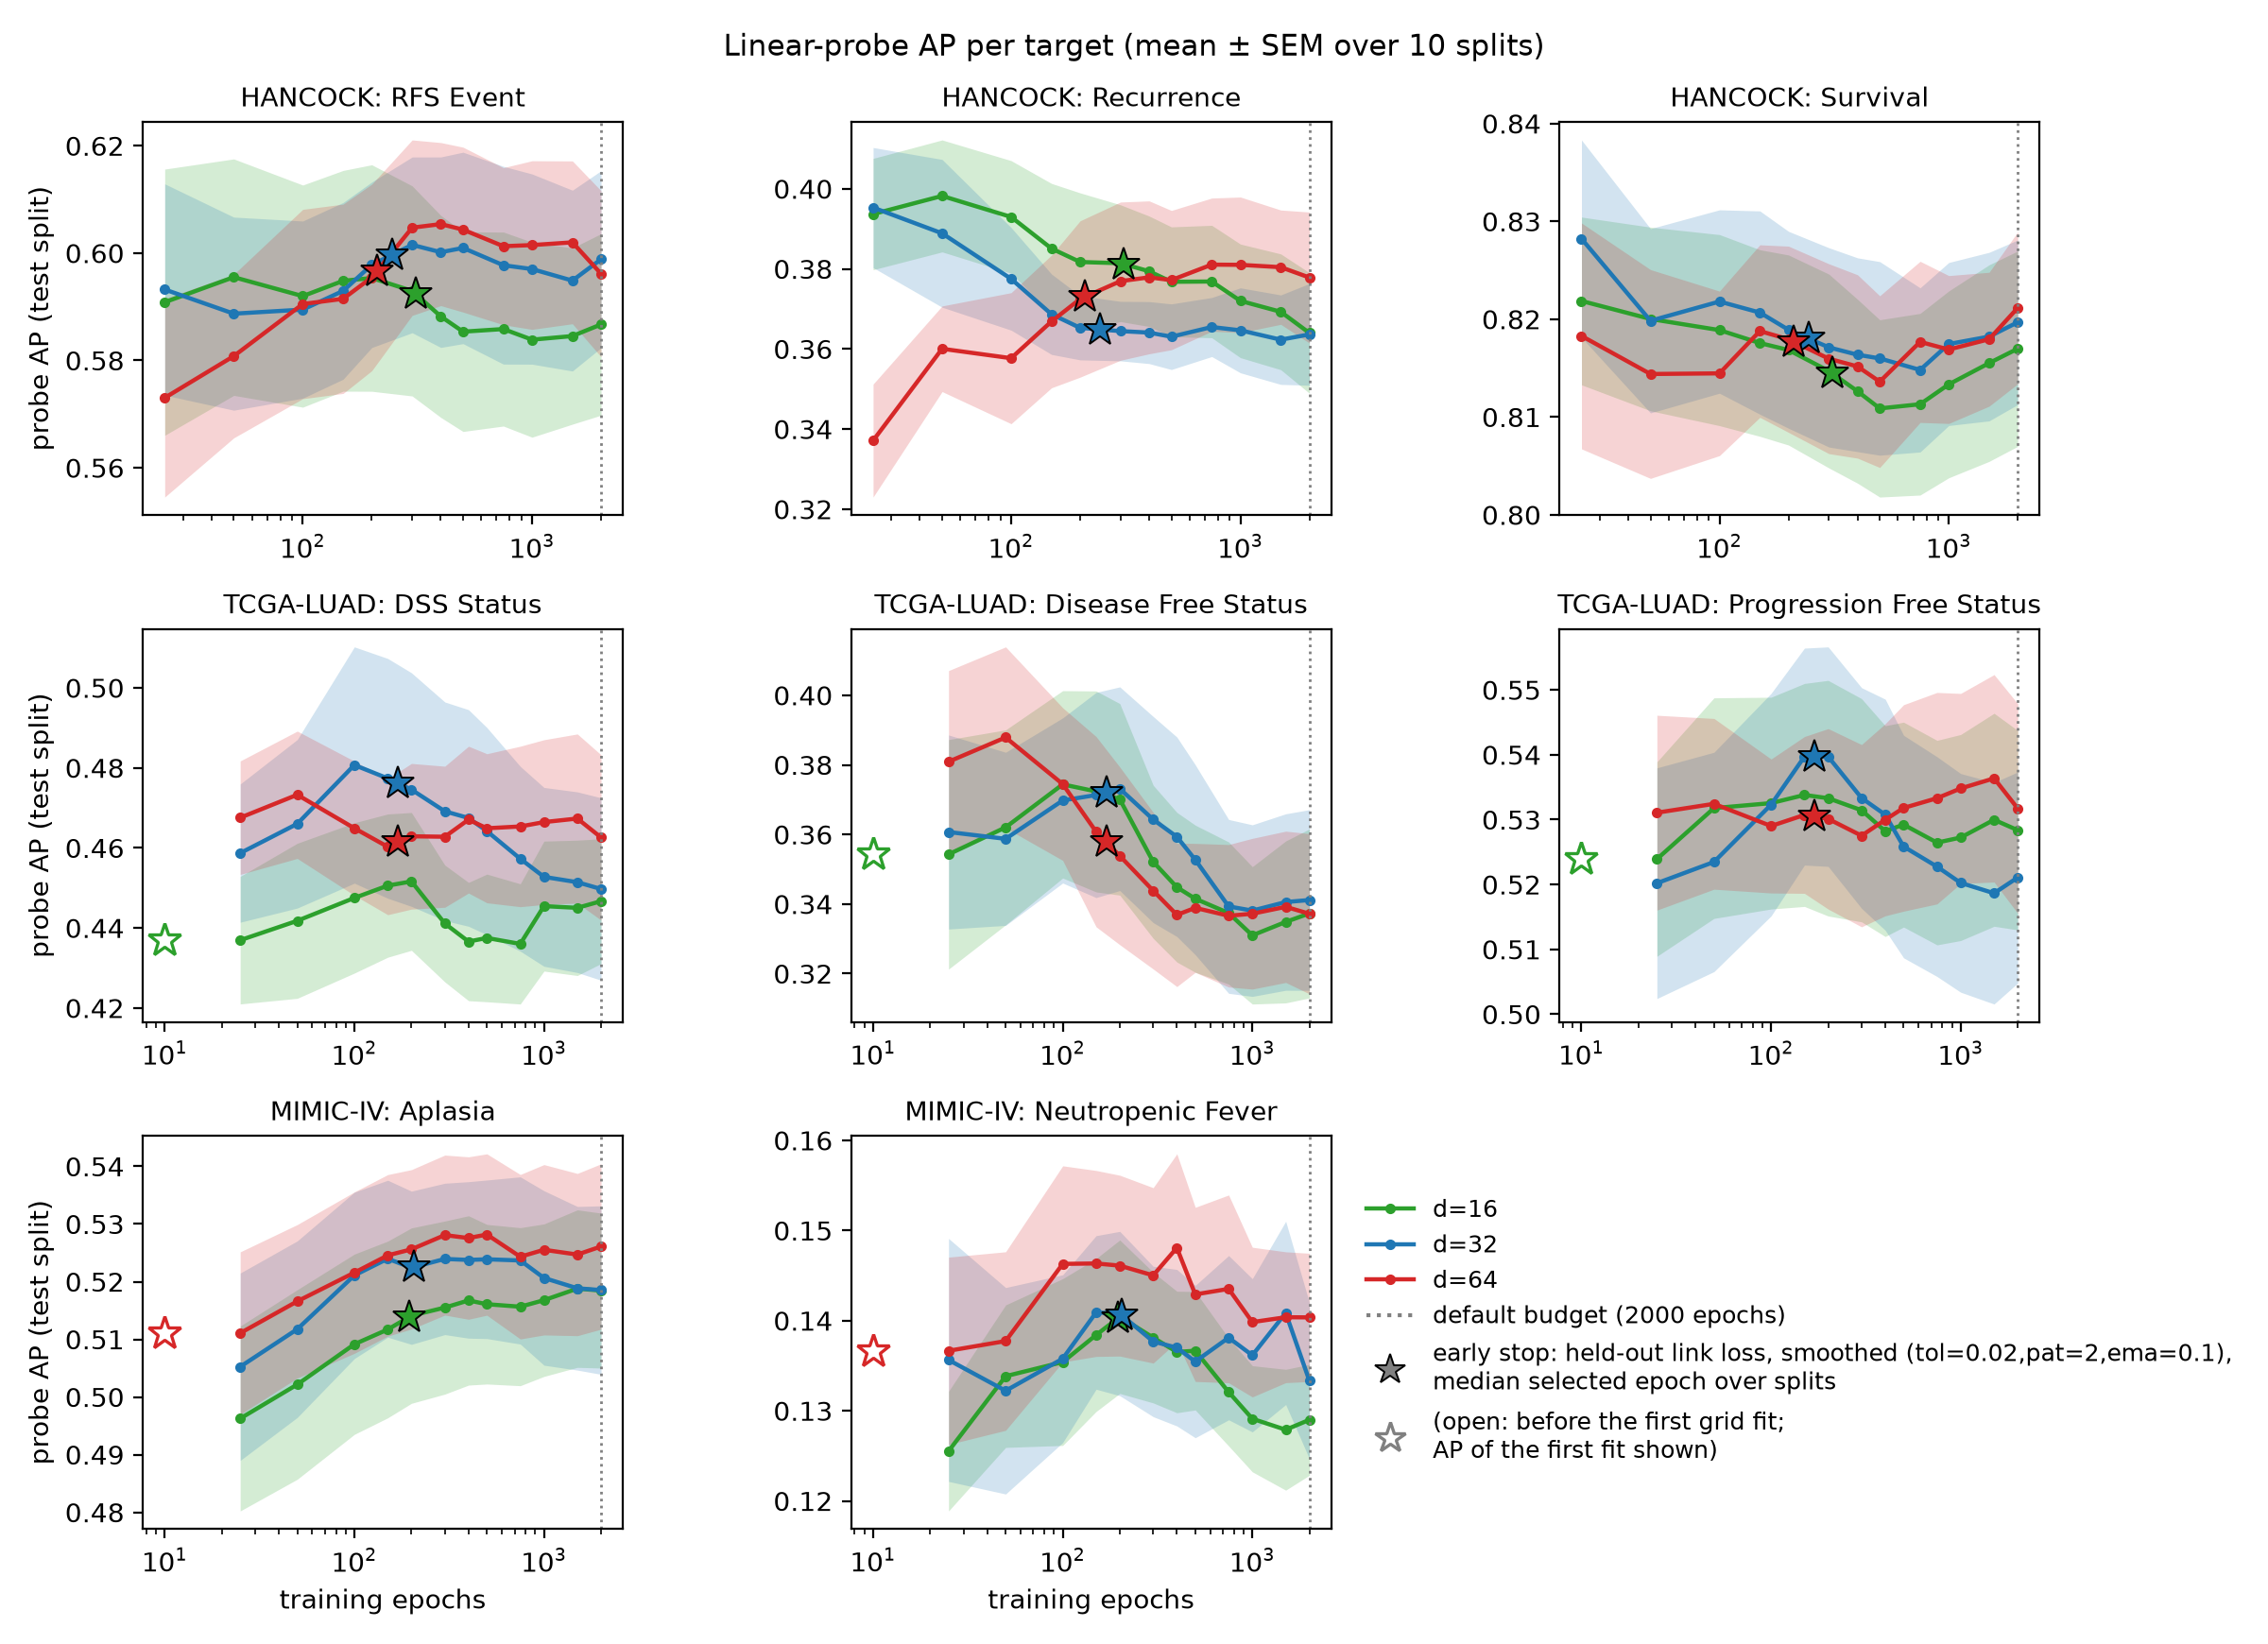 Linear-probe AP per target (mean ± SEM over 10 splits)
HANCOCK: RFS Event
probe AP (test split)
0.62
0.60
0.58
0.56
10²
10³
HANCOCK: Recurrence
0.40
0.38
0.36
0.34
0.32
10²
10³
HANCOCK: Survival
0.84
0.83
0.82
0.81
0.80
10²
10³
TCGA-LUAD: DSS Status
probe AP (test split)
0.50
0.48
0.46
0.44
0.42
10¹
10²
10³
TCGA-LUAD: Disease Free Status
0.40
0.38
0.36
0.34
0.32
10¹
10²
10³
TCGA-LUAD: Progression Free Status
0.55
0.54
0.53
0.52
0.51
0.50
10¹
10²
10³
MIMIC-IV: Aplasia
probe AP (test split)
0.54
0.53
0.52
0.51
0.50
0.49
0.48
10¹
10²
10³
training epochs
MIMIC-IV: Neutropenic Fever
0.16
0.15
0.14
0.13
0.12
10¹
10²
10³
training epochs
d=16
d=32
d=64
default budget (2000 epochs)
early stop: held-out link loss, smoothed (tol=0.02,pat=2,ema=0.1),
median selected epoch over splits
(open: before the first grid fit;
AP of the first fit shown)